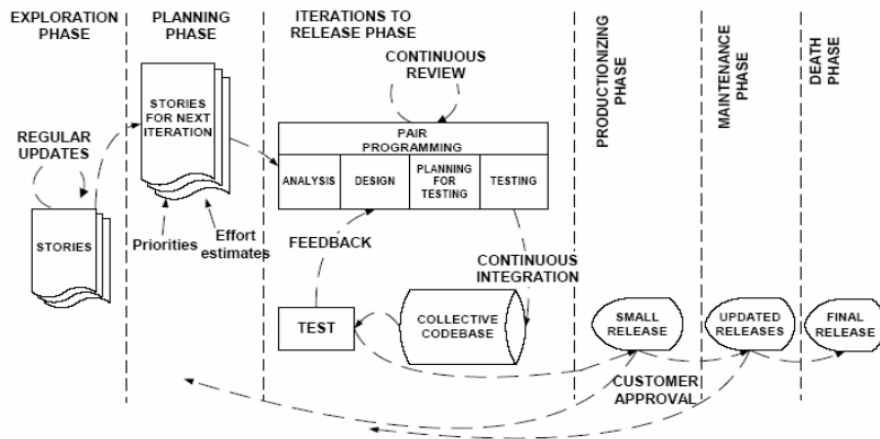 EXPLORATION
PHASE
PLANNING
PHASE
ITERATIONS TO
RELEASE PHASE
PRODUCTIONIZING
PHASE
MAINTENANCE
PHASE
DEATH
PHASE
REGULAR
UPDATES
STORIES
STORIES
FOR NEXT
ITERATION
Priorities
Effort
estimates
CONTINUOUS
REVIEW
PAIR
PROGRAMMING
ANALYSIS
DESIGN
PLANNING
FOR
TESTING
TESTING
FEEDBACK
CONTINUOUS
INTEGRATION
TEST
COLLECTIVE
CODEBASE
SMALL
RELEASE
UPDATED
RELEASES
FINAL
RELEASE
CUSTOMER
APPROVAL